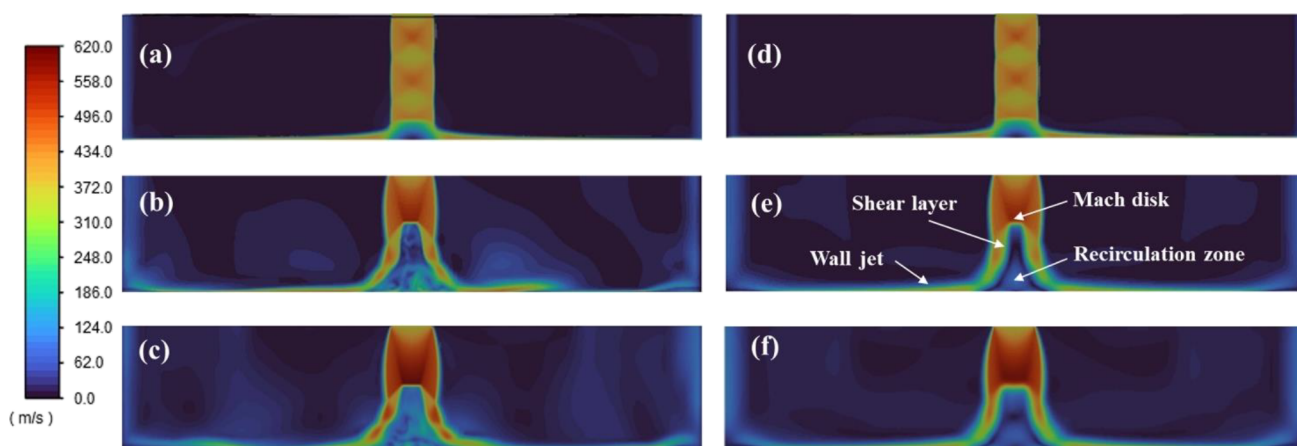 620.0
558.0
496.0
434.0
372.0
310.0
248.0
186.0
124.0
62.0
0.0
( m/s )
(a)
(d)
(b)
(e)
Shear layer
Mach disk
Wall jet
Recirculation zone
(c)
(f)